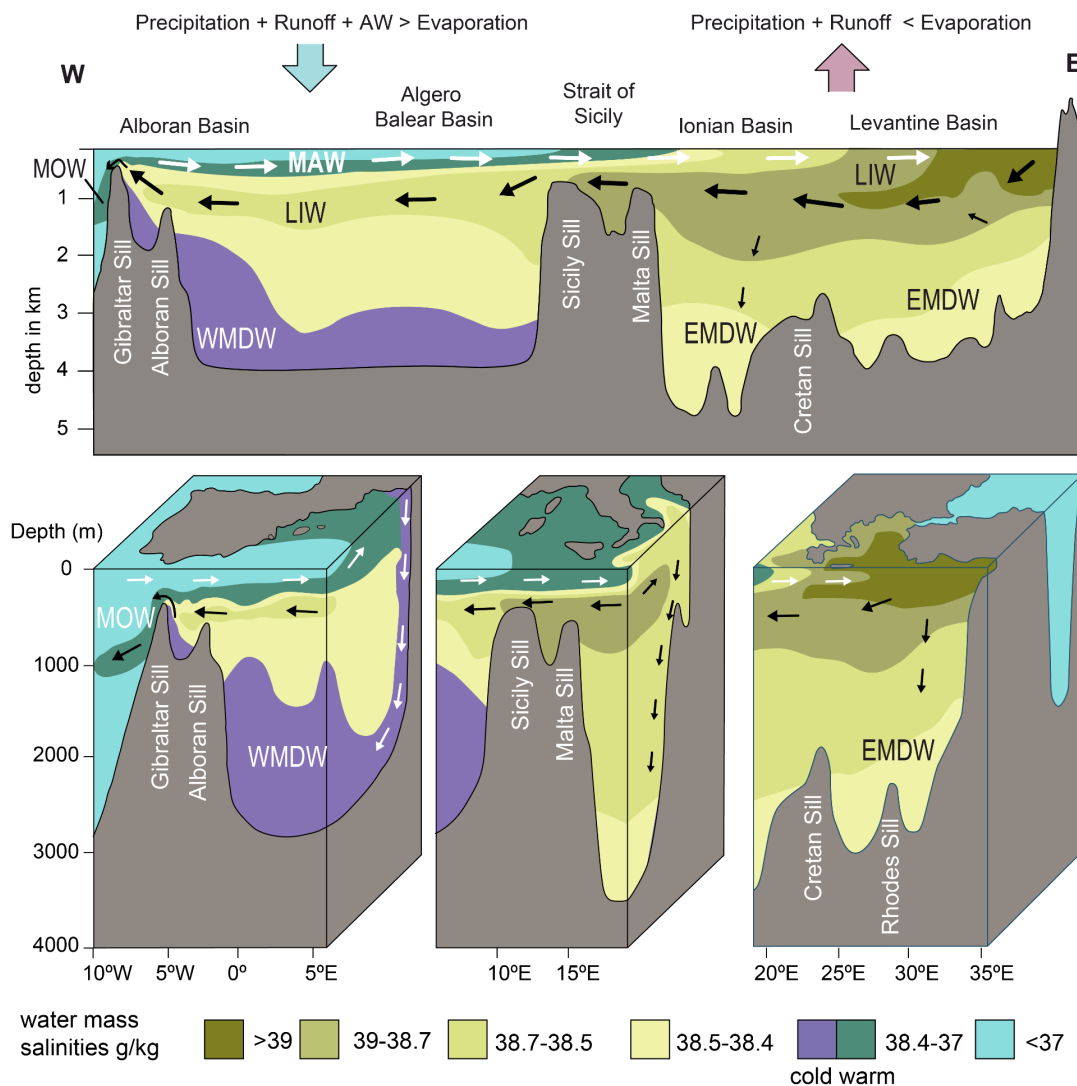 Precipitation + Runoff + AW > Evaporation
Precipitation + Runoff < Evaporation
W
E
Alboran Basin
Algero
Balear Basin
Strait of
Sicily
Ionian Basin
Levantine Basin
MOW
MAW
LIW
LIW
WMDW
EMDW
EMDW
Gibraltar Sill
Alboran Sill
Sicily Sill
Malta Sill
Cretan Sill
depth in km
1
2
3
4
5
Depth (m)
0
1000
2000
3000
4000
MOW
WMDW
Gibraltar Sill
Alboran Sill
Sicily Sill
Malta Sill
EMDW
Cretan Sill
Rhodes Sill
10ºW
5ºW
0º
5ºE
10ºE
15ºE
20ºE
25ºE
30ºE
35ºE
water mass
salinities g/kg
>39
39-38.7
38.7-38.5
38.5-38.4
38.4-37
<37
cold warm